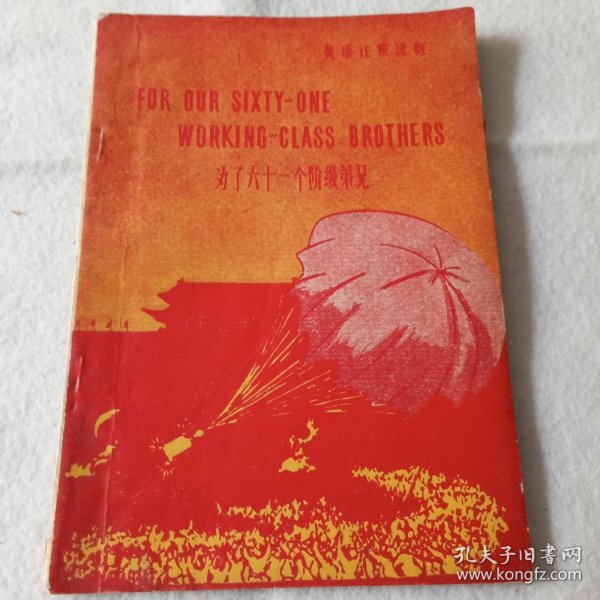 英语注释读物
FOR OUR SIXTY-ONE
WORKING-CLASS BROTHERS
为了六十一个阶级弟兄
孔夫子旧书网
www.kongfz.com